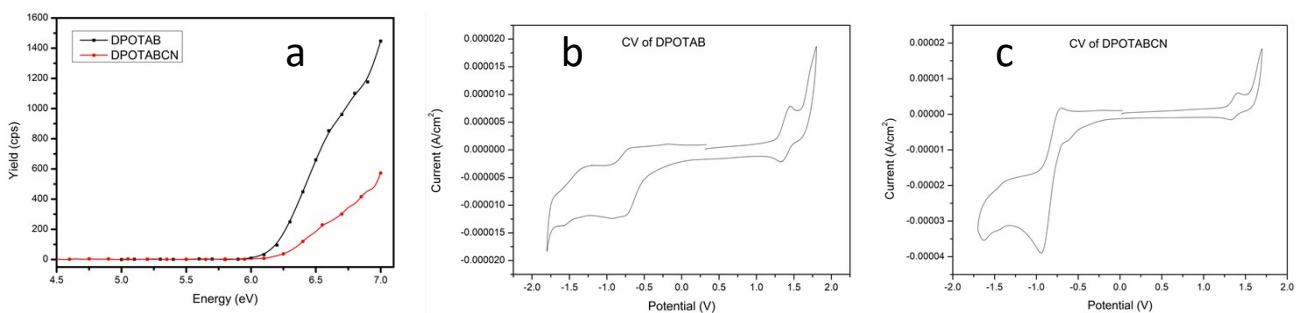 a
DPOTAB
DPOTABCN
Yield (cps)
1600
1400
1200
1000
800
600
400
200
0
4.5 5.0 5.5 6.0 6.5 7.0
Energy (eV)
b
CV of DPOTAB
Current (A/cm²)
0.000020
0.000015
0.000010
0.000005
0.000000
-0.000005
-0.000010
-0.000015
-0.000020
-2.0 -1.5 -1.0 -0.5 0.0 0.5 1.0 1.5 2.0
Potential (V)
c
CV of DPOTABCN
Current (A/cm²)
0.00002
0.00001
0.00000
-0.00001
-0.00002
-0.00003
-0.00004
-2.0 -1.5 -1.0 -0.5 0.0 0.5 1.0 1.5 2.0
Potential (V)